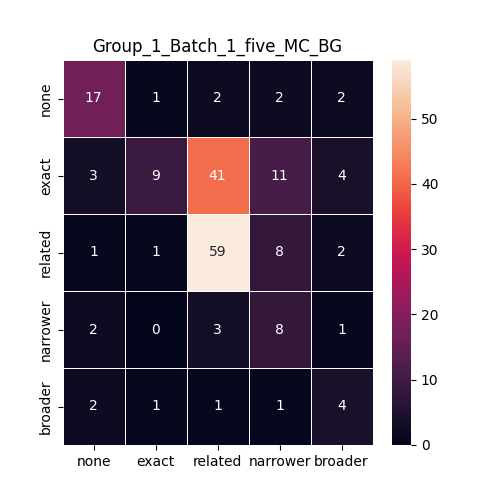 Group_1_Batch_1_five_MC_BG
none 17 1 2 2 2
exact 3 9 41 11 4
related 1 1 59 8 2
narrower 2 0 3 8 1
broader 2 1 1 1 4
none exact related narrower broader
50
40
30
20
10
0